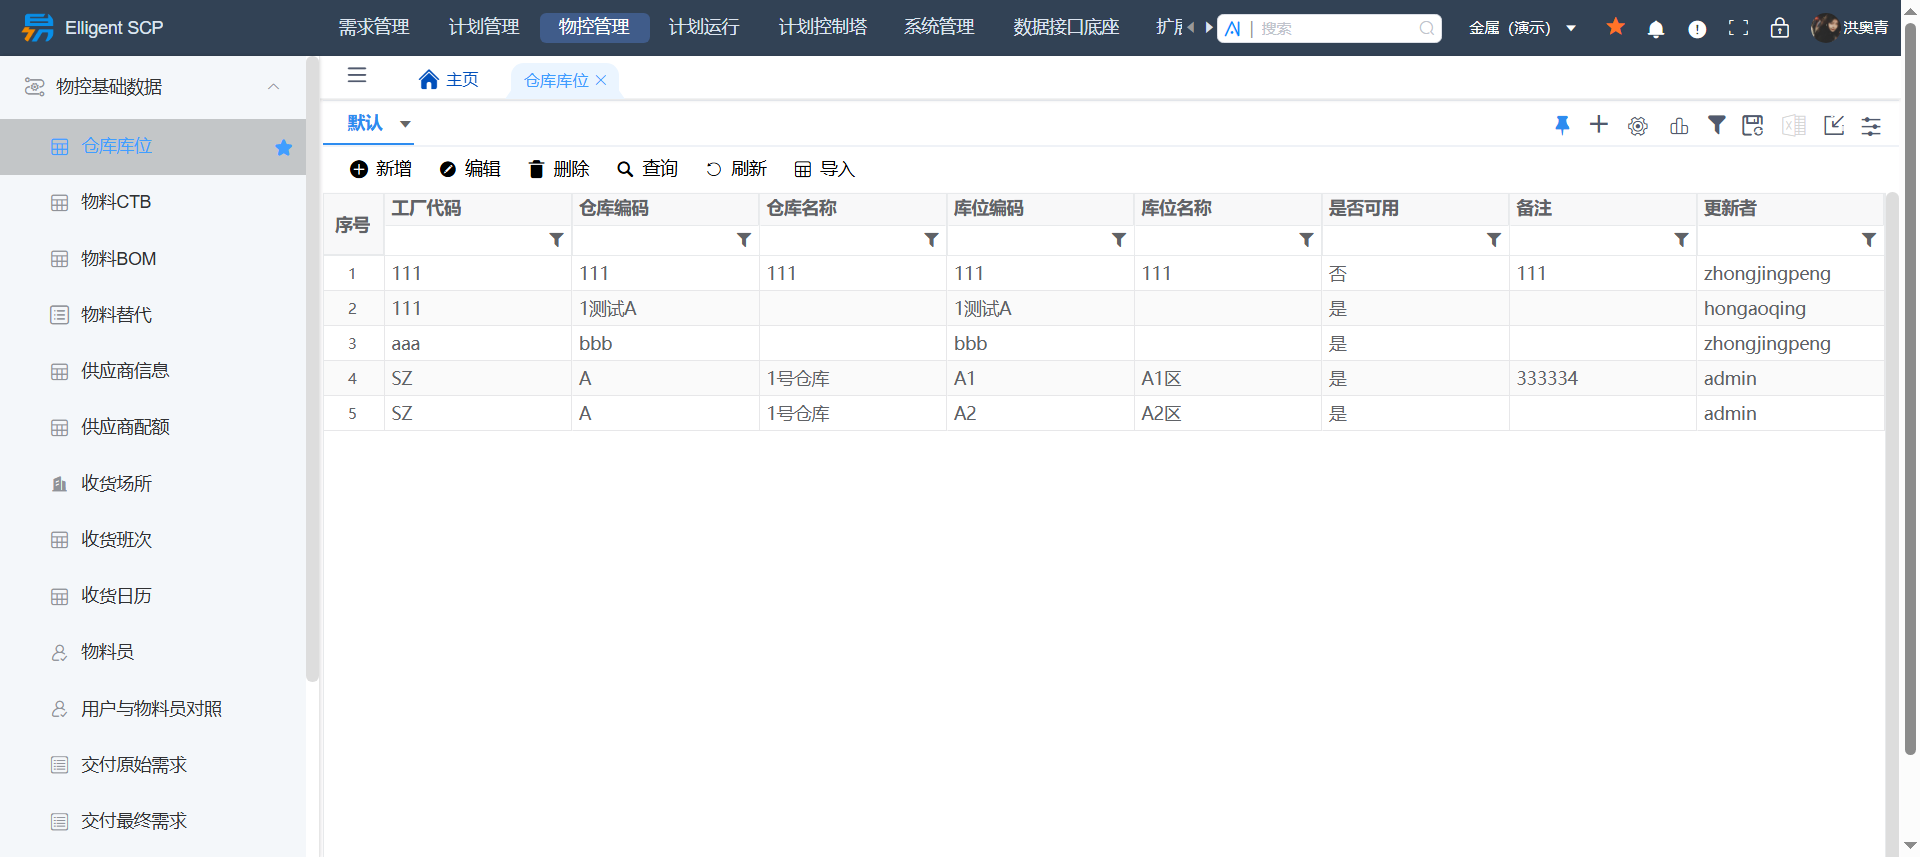 Elligent SCP
需求管理 计划管理 物控管理 计划运行 计划控制塔 系统管理 数据接口底座
搜索
金属 (演示)
洪奥青
物控基础数据
仓库库位
物料CTB
物料BOM
物料替代
供应商信息
供应商配额
收货场所
收货班次
收货日历
物料员
用户与物料员对照
交付原始需求
交付最终需求
主页 仓库库位
默认
新增 编辑 删除 查询 刷新 导入
序号 工厂代码 仓库编码 仓库名称 库位编码 库位名称 是否可用 备注 更新者
1 111 111 111 111 111 否 111 zhongjingpeng
2 111 1测试A 1测试A 是 hongaoqing
3 aaa bbb bbb 是 zhongjingpeng
4 SZ A 1号仓库 A1 A1区 是 333334 admin
5 SZ A 1号仓库 A2 A2区 是 admin